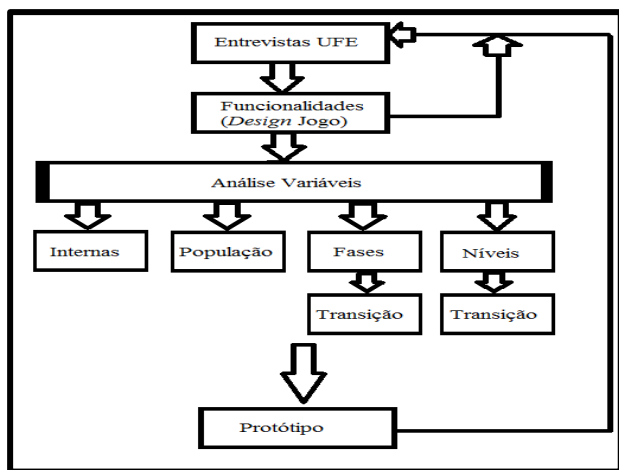 Entrevistas UFE
Funcionalidades
(Design Jogo)
Análise Variáveis
Internas
População
Fases
Níveis
Transição
Transição
Protótipo